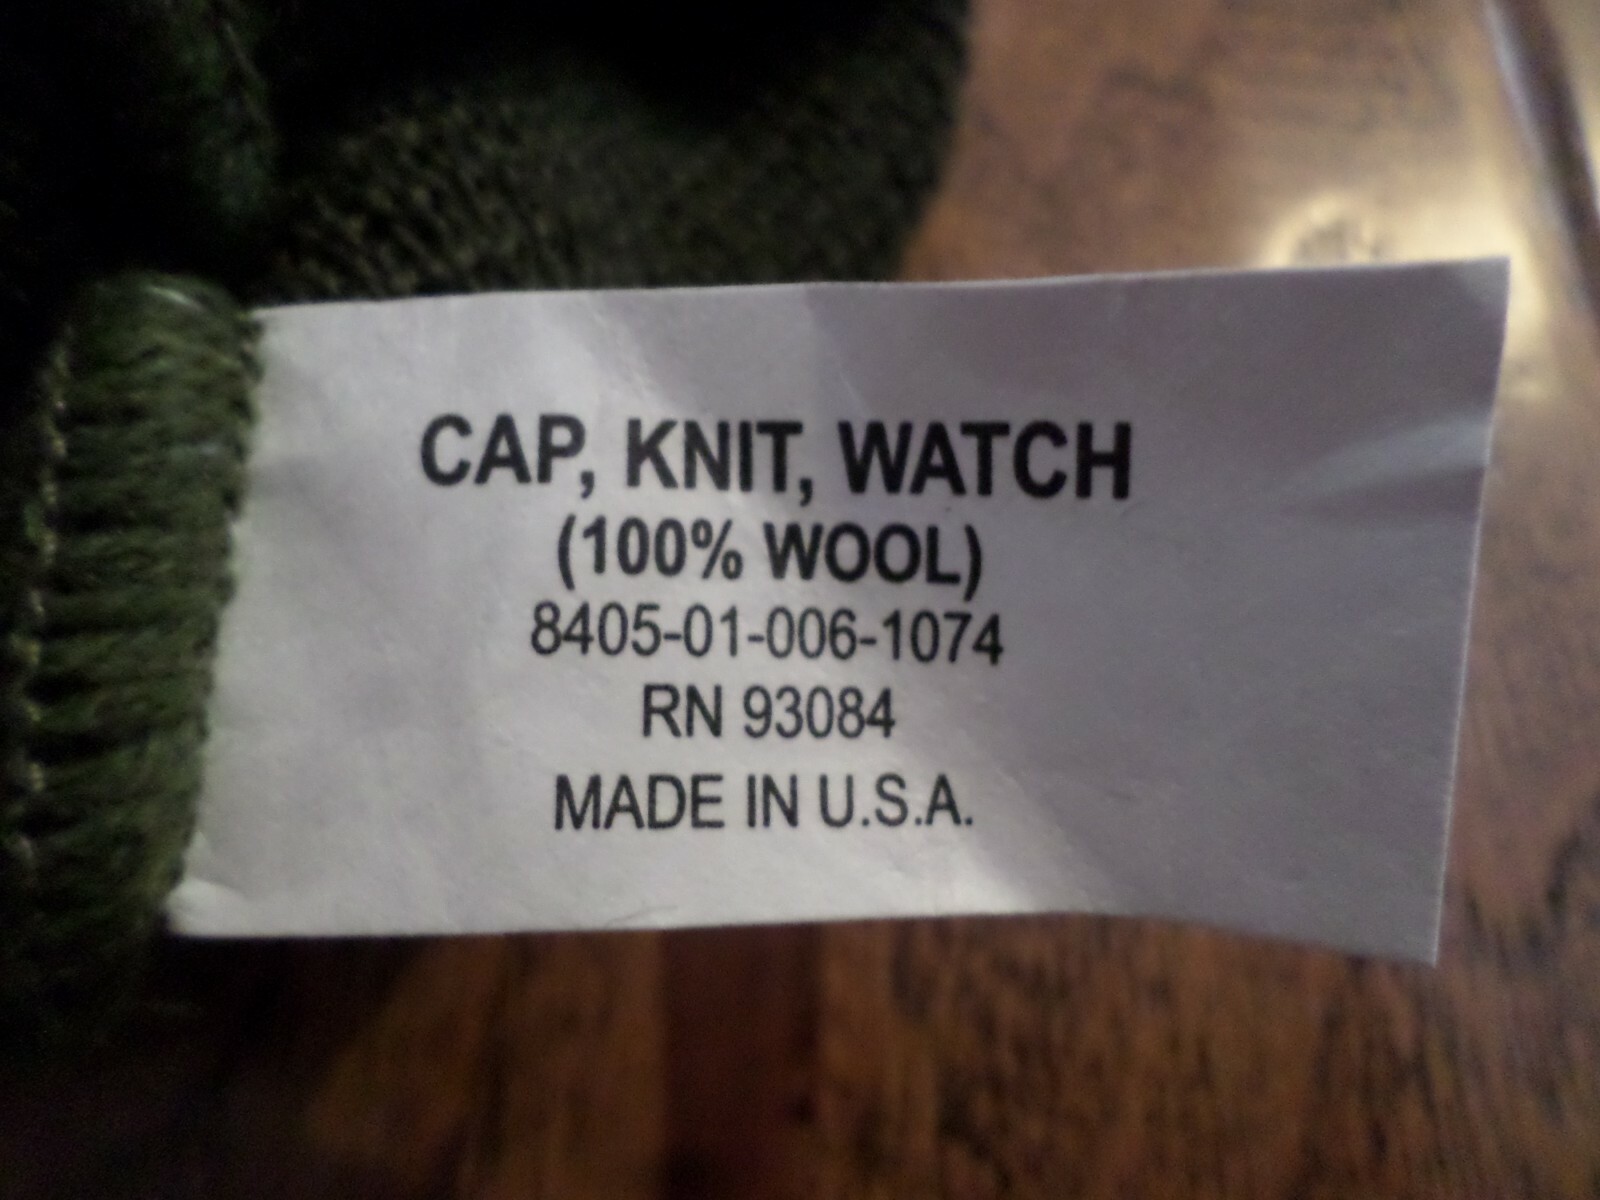 CAP, KNIT, WATCH
(100% WOOL)
8405-01-006-1074
RN 93084
MADE IN U.S.A.